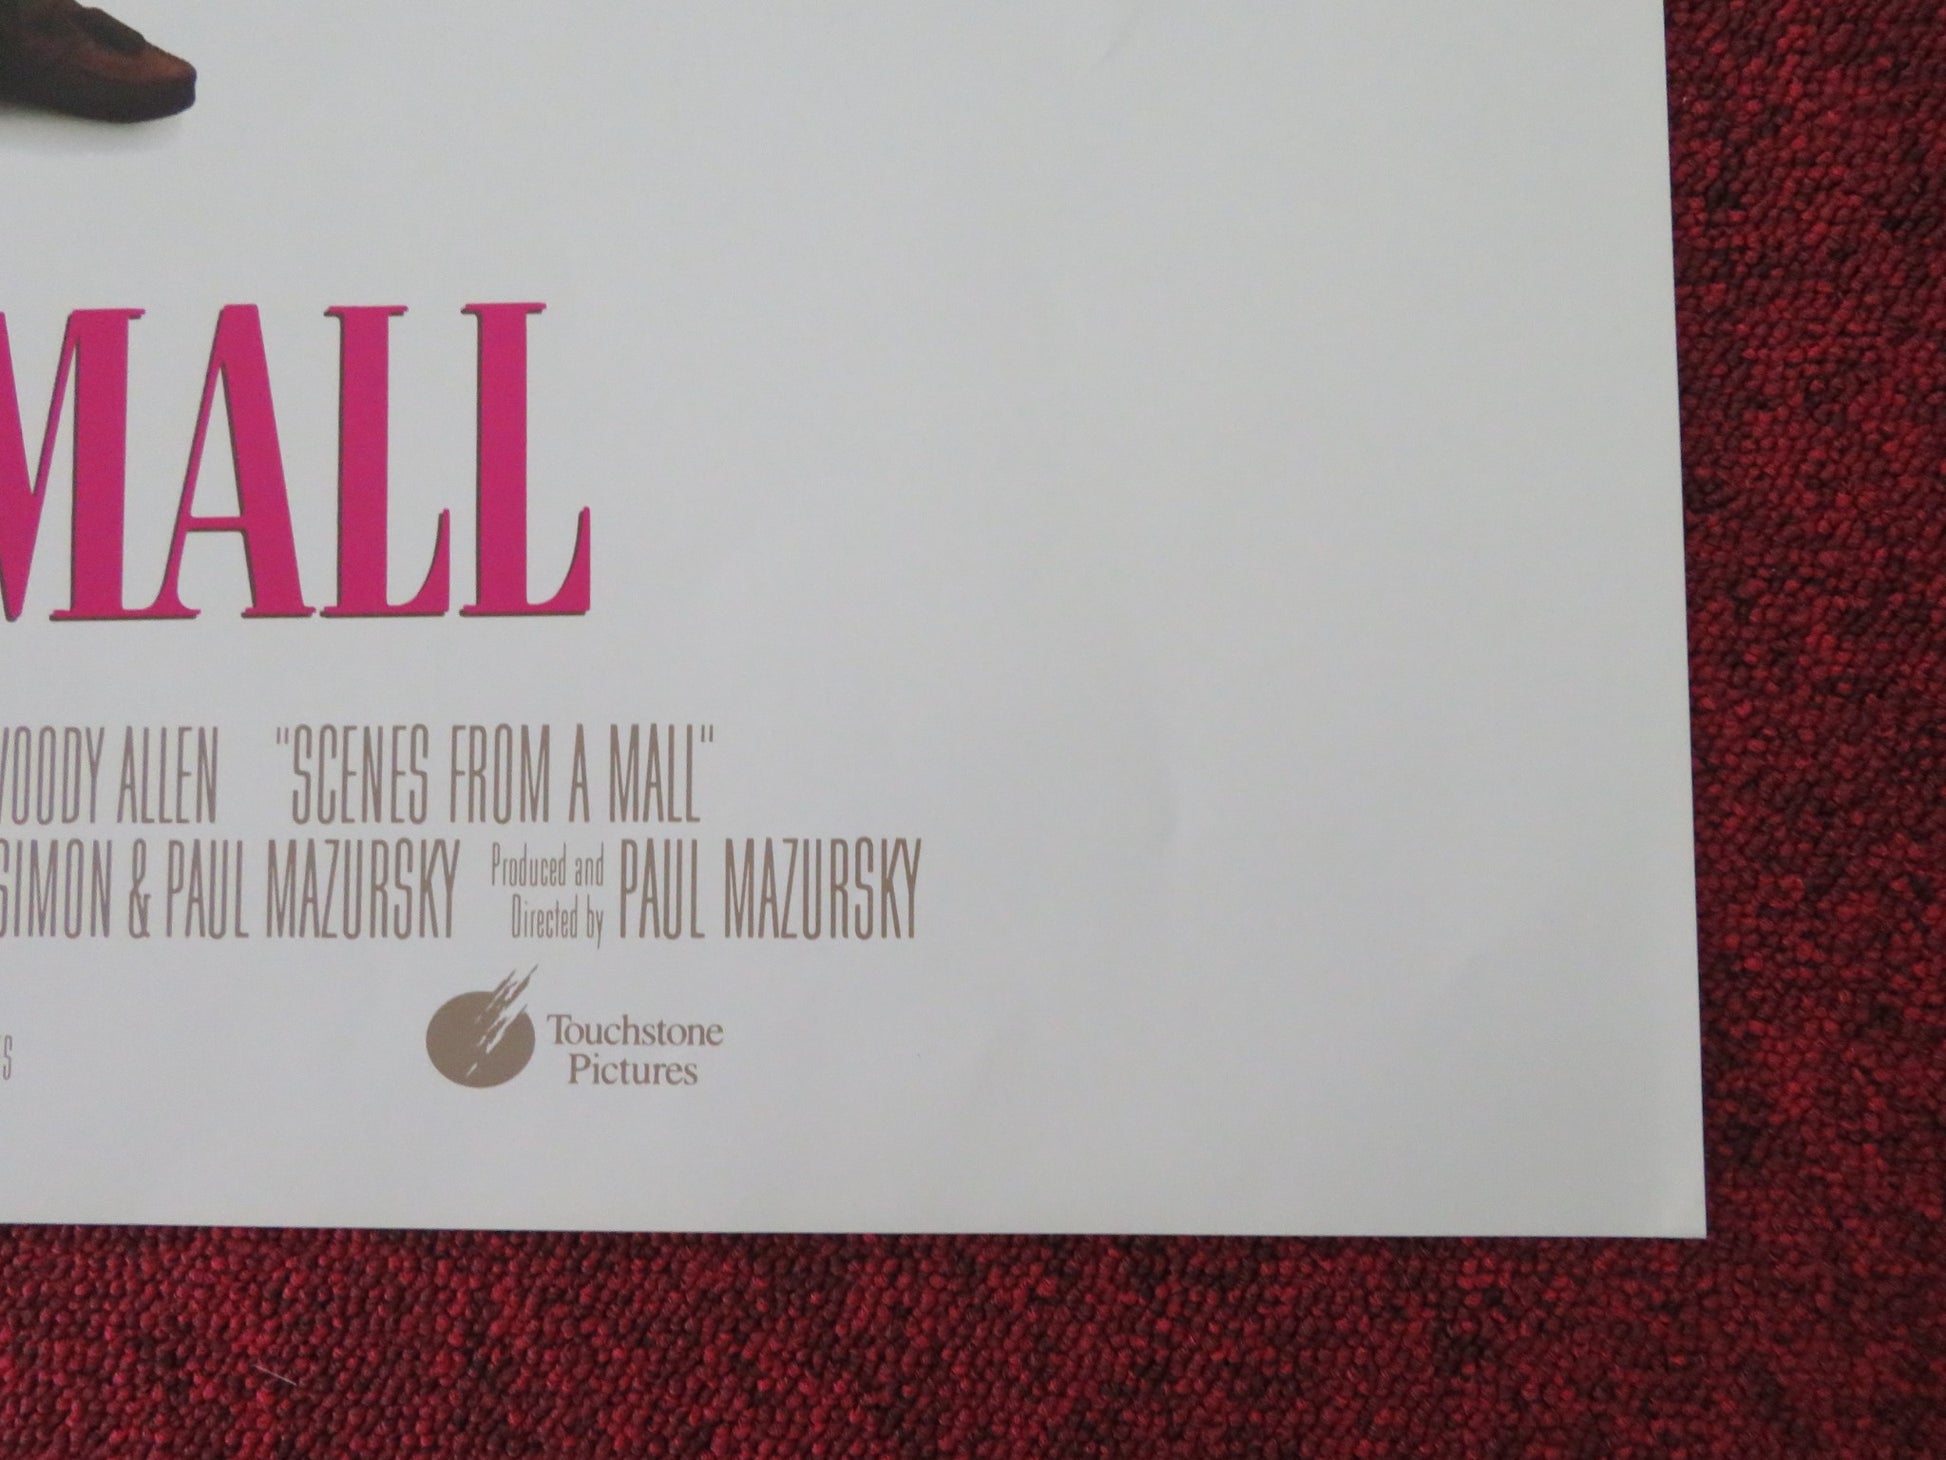 MALL
WOODY ALLEN "SCENES FROM A MALL"
SIMON & PAUL MAZURSKY Produced and Directed by PAUL MAZURSKY
Touchstone
Pictures